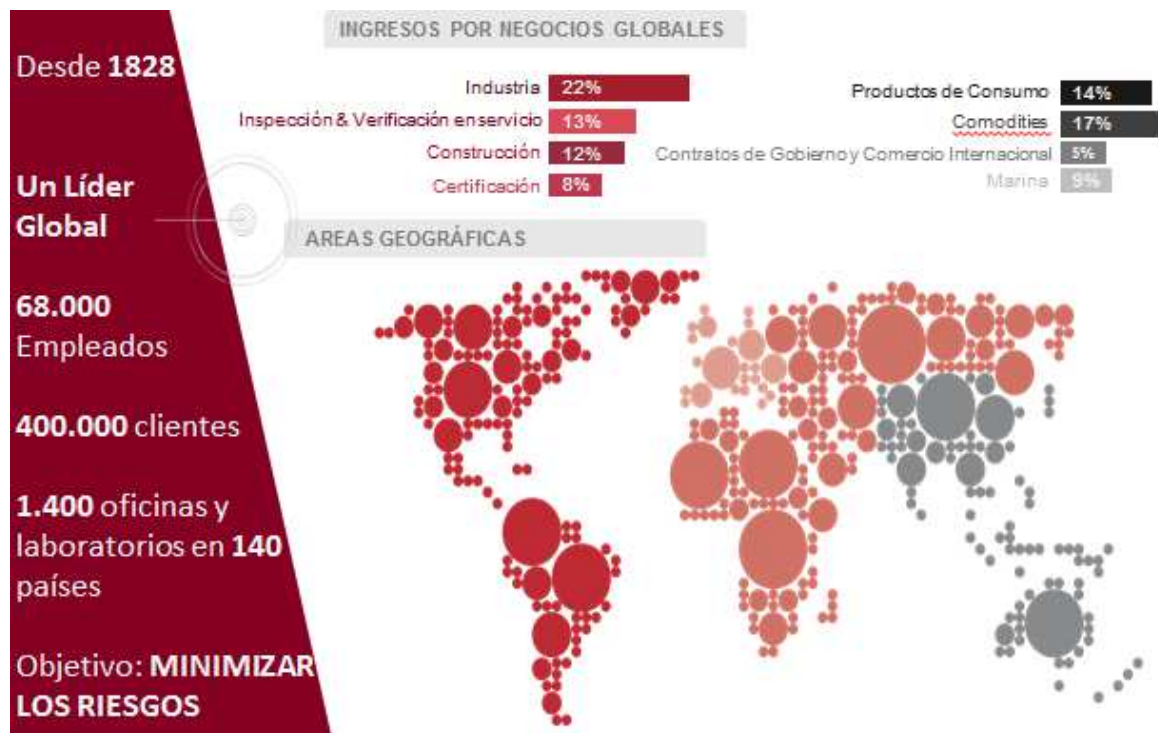 Desde 1828
Un Líder
Global
68.000
Empleados
400.000 clientes
1.400 oficinas y
laboratorios en 140
países
Objetivo: MINIMIZAR
LOS RIESGOS
INGRESOS POR NEGOCIOS GLOBALES
Industria 22%
Inspección & Verificación en servicio 13%
Construcción 12%
Certificación 8%
Productos de Consumo 14%
Comodities 17%
Contratos de Gobierno y Comercio Internacional 5%
Marina 9%
AREAS GEOGRÁFICAS